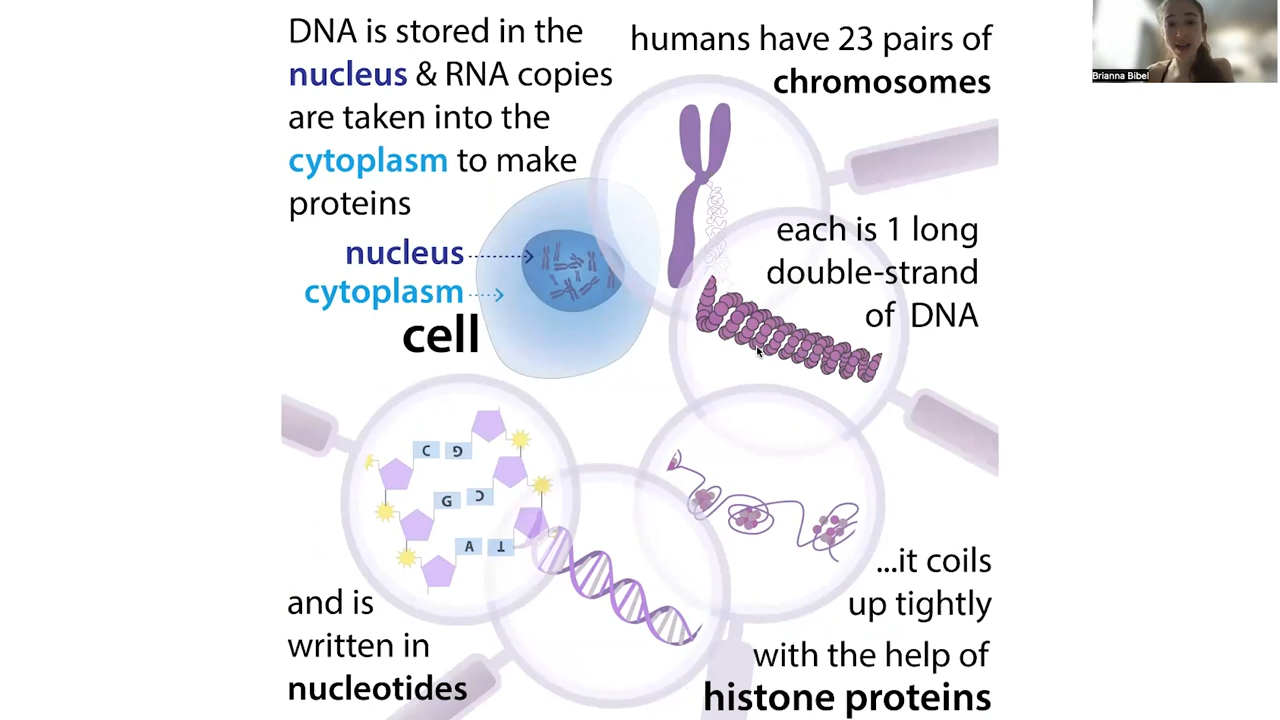 DNA is stored in the
nucleus & RNA copies
are taken into the
cytoplasm to make
proteins
humans have 23 pairs of
chromosomes
Brianna Bibel
nucleus
cytoplasm
cell
each is 1 long
double-strand
of DNA
C G
G C
A T
...it coils
up tightly
with the help of
histone proteins
and is
written in
nucleotides